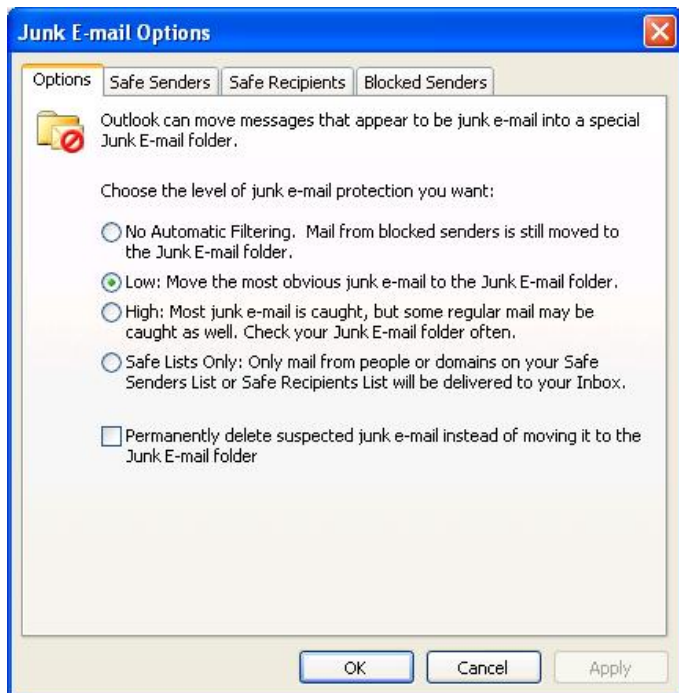 Junk E-mail Options
Options Safe Senders Safe Recipients Blocked Senders
Outlook can move messages that appear to be junk e-mail into a special
Junk E-mail folder.
Choose the level of junk e-mail protection you want:
No Automatic Filtering. Mail from blocked senders is still moved to
the Junk E-mail folder.
Low: Move the most obvious junk e-mail to the Junk E-mail folder.
High: Most junk e-mail is caught, but some regular mail may be
caught as well. Check your Junk E-mail folder often.
Safe Lists Only: Only mail from people or domains on your Safe
Senders List or Safe Recipients List will be delivered to your Inbox.
Permanently delete suspected junk e-mail instead of moving it to the
Junk E-mail folder
OK Cancel Apply